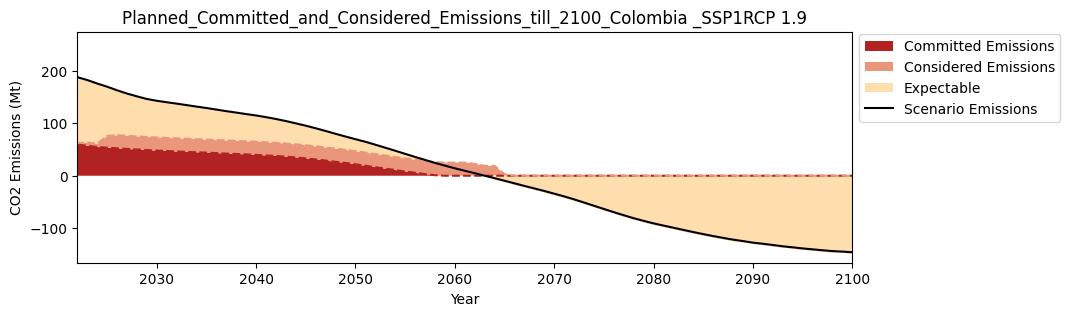 Planned_Committed_and_Considered_Emissions_till_2100_Colombia _SSP1RCP 1.9
Committed Emissions
Considered Emissions
Expectable
Scenario Emissions
CO2 Emissions (Mt)
200
100
0
−100
2030 2040 2050 2060 2070 2080 2090 2100
Year